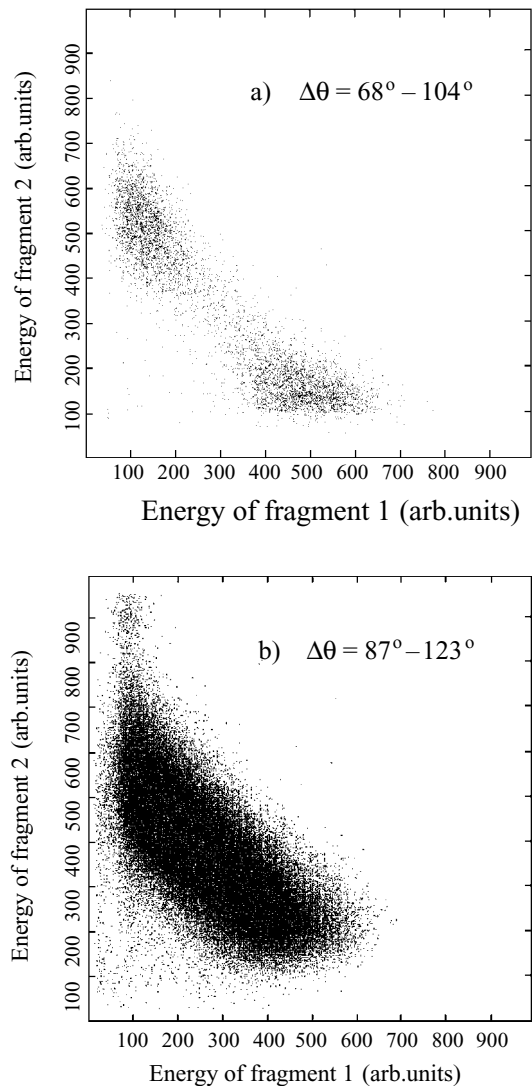 a) Δθ = 68° – 104°
Energy of fragment 2 (arb.units)
900
800
700
600
500
400
300
200
100
100 200 300 400 500 600 700 800 900
Energy of fragment 1 (arb.units)
b) Δθ = 87° – 123°
Energy of fragment 2 (arb.units)
900
800
700
600
500
400
300
200
100
100 200 300 400 500 600 700 800 900
Energy of fragment 1 (arb.units)